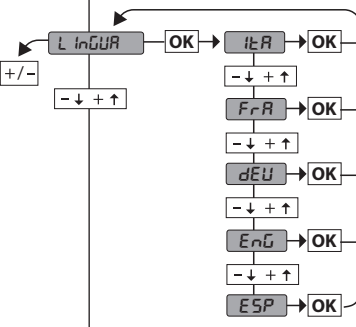 LINGUA OK ItA OK
+/-
- ↓ + ↑
- ↓ + ↑
FrA OK
- ↓ + ↑
dEU OK
- ↓ + ↑
EnG OK
- ↓ + ↑
ESP OK